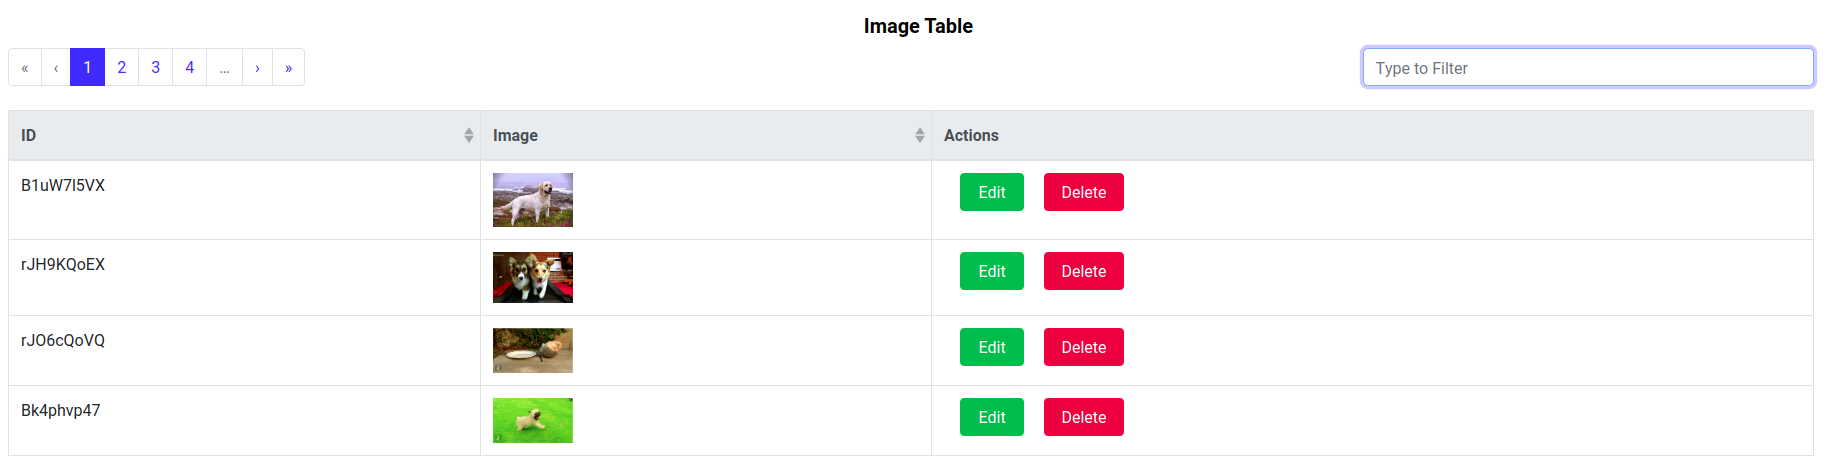 Image Table
« ‹ 1 2 3 4 … › »
Type to Filter
ID Image Actions
B1uW7I5VX Edit Delete
rJH9KQoEX Edit Delete
rJO6cQoVQ Edit Delete
Bk4phvp47 Edit Delete